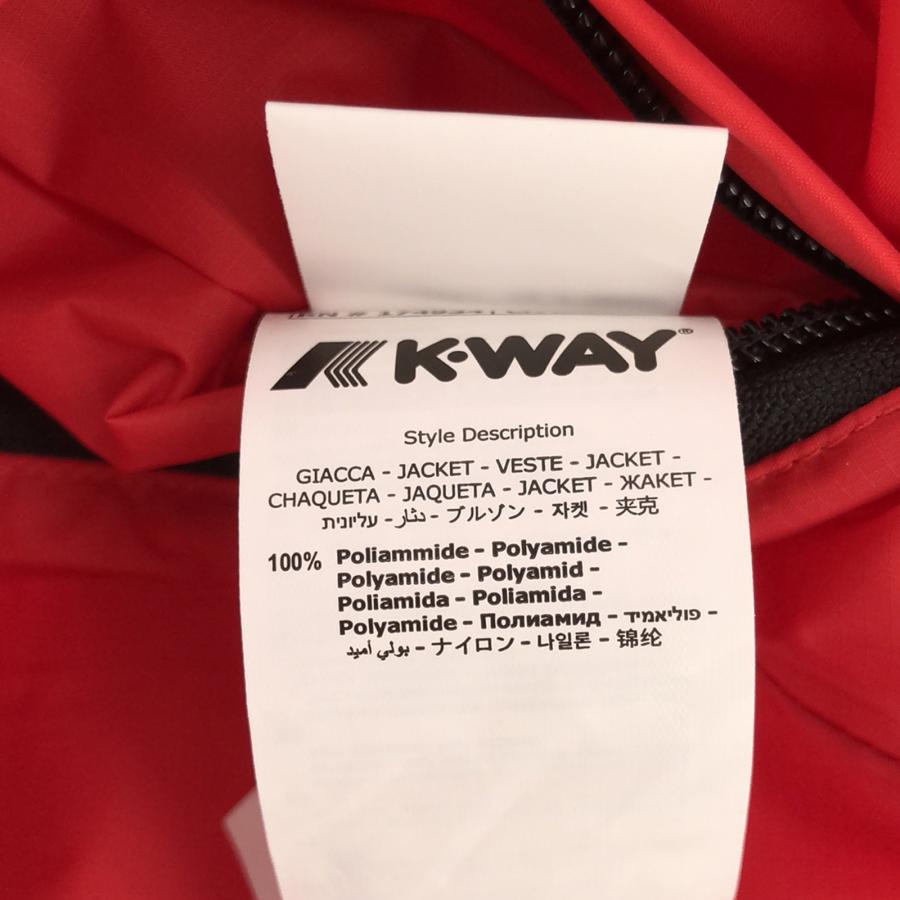 K·WAY®
Style Description
GIACCA - JACKET - VESTE - JACKET -
CHAQUETA - JAQUETA - JACKET - ЖАКЕТ -
עליונית - دثار - ブルゾン - 자켓 - 夹克
100% Poliammide - Polyamide -
Polyamide - Polyamid -
Poliamida - Poliamida -
Polyamide - Полиамид - פוליאמיד -
بولي أميد - ナイロン - 나일론 - 锦纶